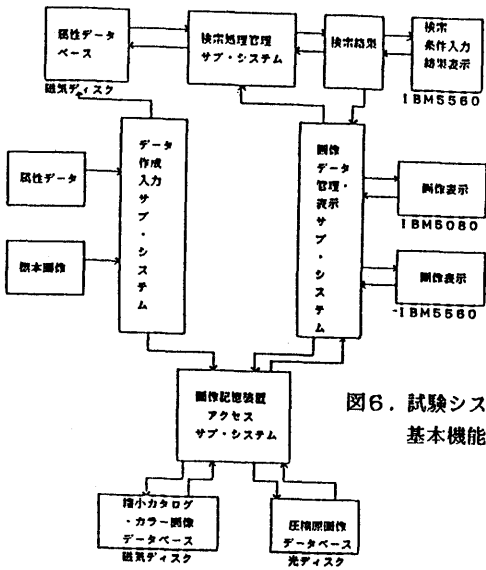 属性データ
ベース
磁気ディスク
検索処理管理
サブ・システム
検索結果
検索
条件入力
結果表示
IBM5560
属性データ
標本画像
データ
作成
入力
サ
ブ
・
シ
ス
テ
ム
画像
データ
管理・
表示
サ
ブ
・
シ
ス
テ
ム
画像表示
IBM5080
画像表示
IBM5560
画像記憶装置
アクセス
サブ・システム
縮小カタログ
・カラー画像
データベース
磁気ディスク
圧縮原画像
データベース
光ディスク
図6. 試験シス
基本機能